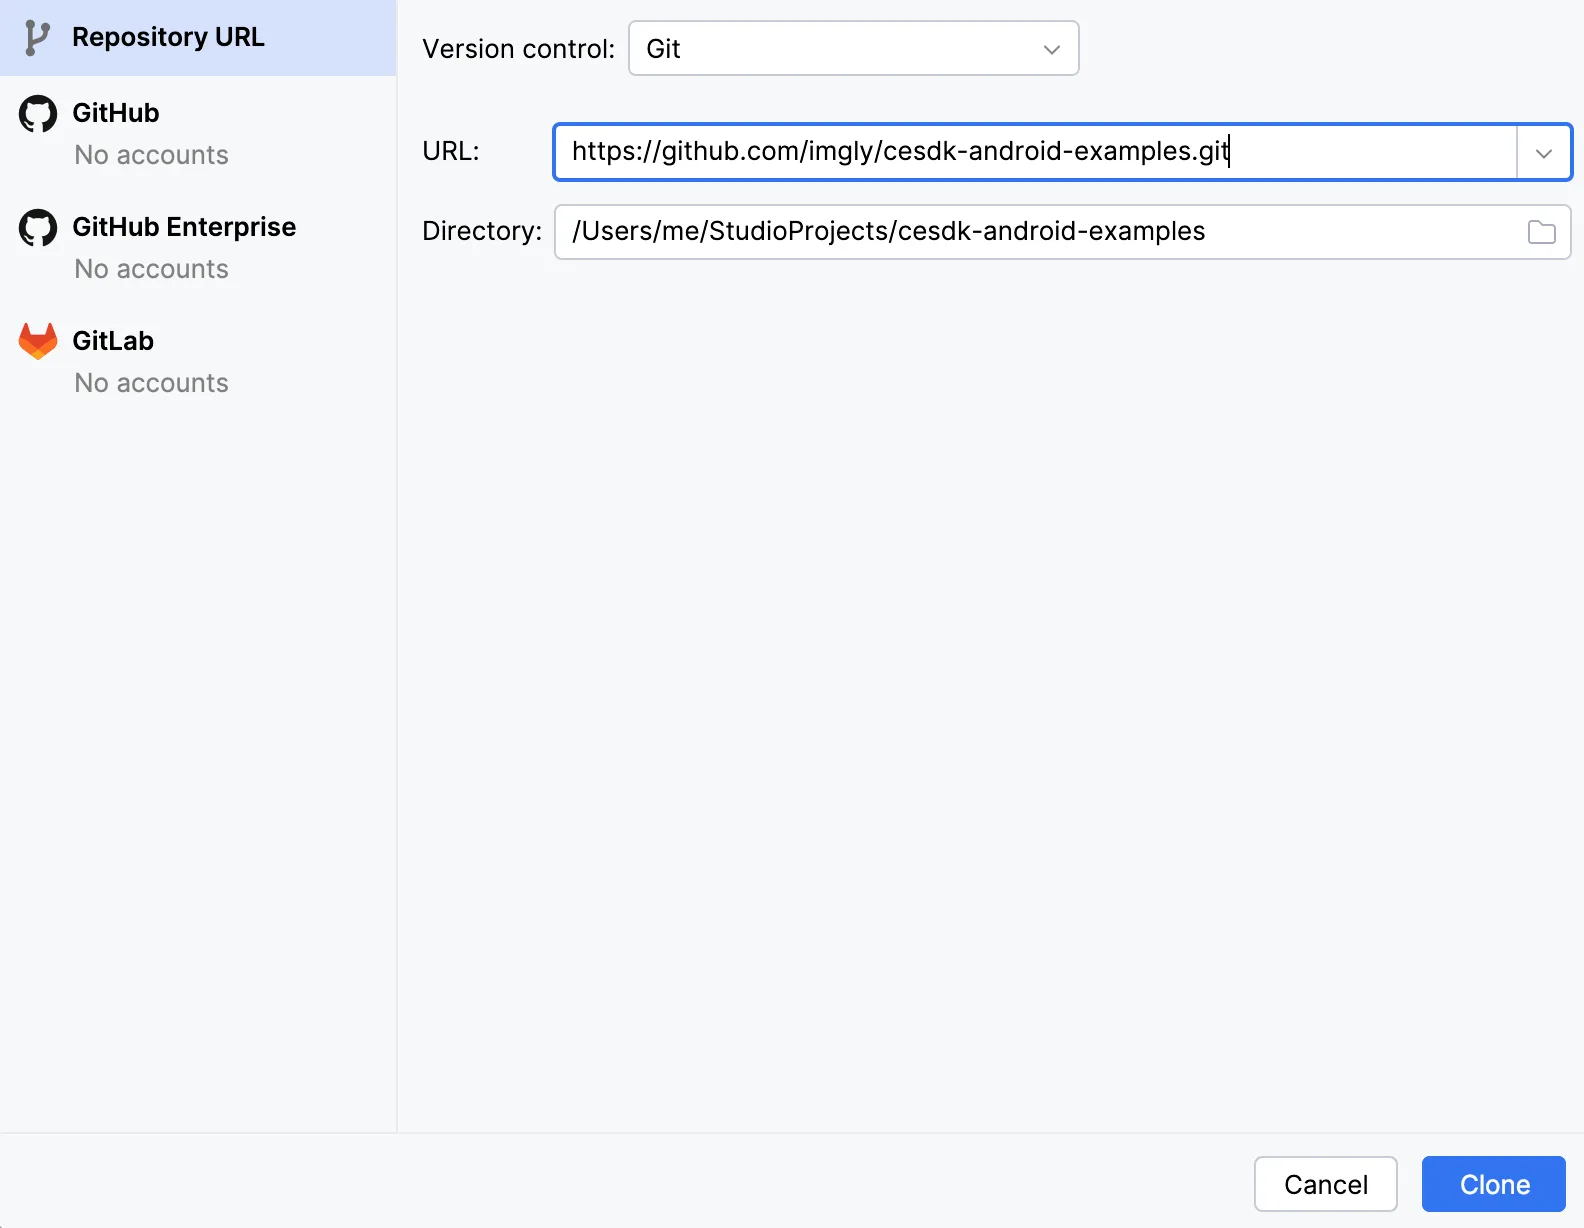 Repository URL
GitHub
No accounts
GitHub Enterprise
No accounts
GitLab
No accounts
Version control: Git
URL: https://github.com/imgly/cesdk-android-examples.git
Directory: /Users/me/StudioProjects/cesdk-android-examples
Cancel Clone